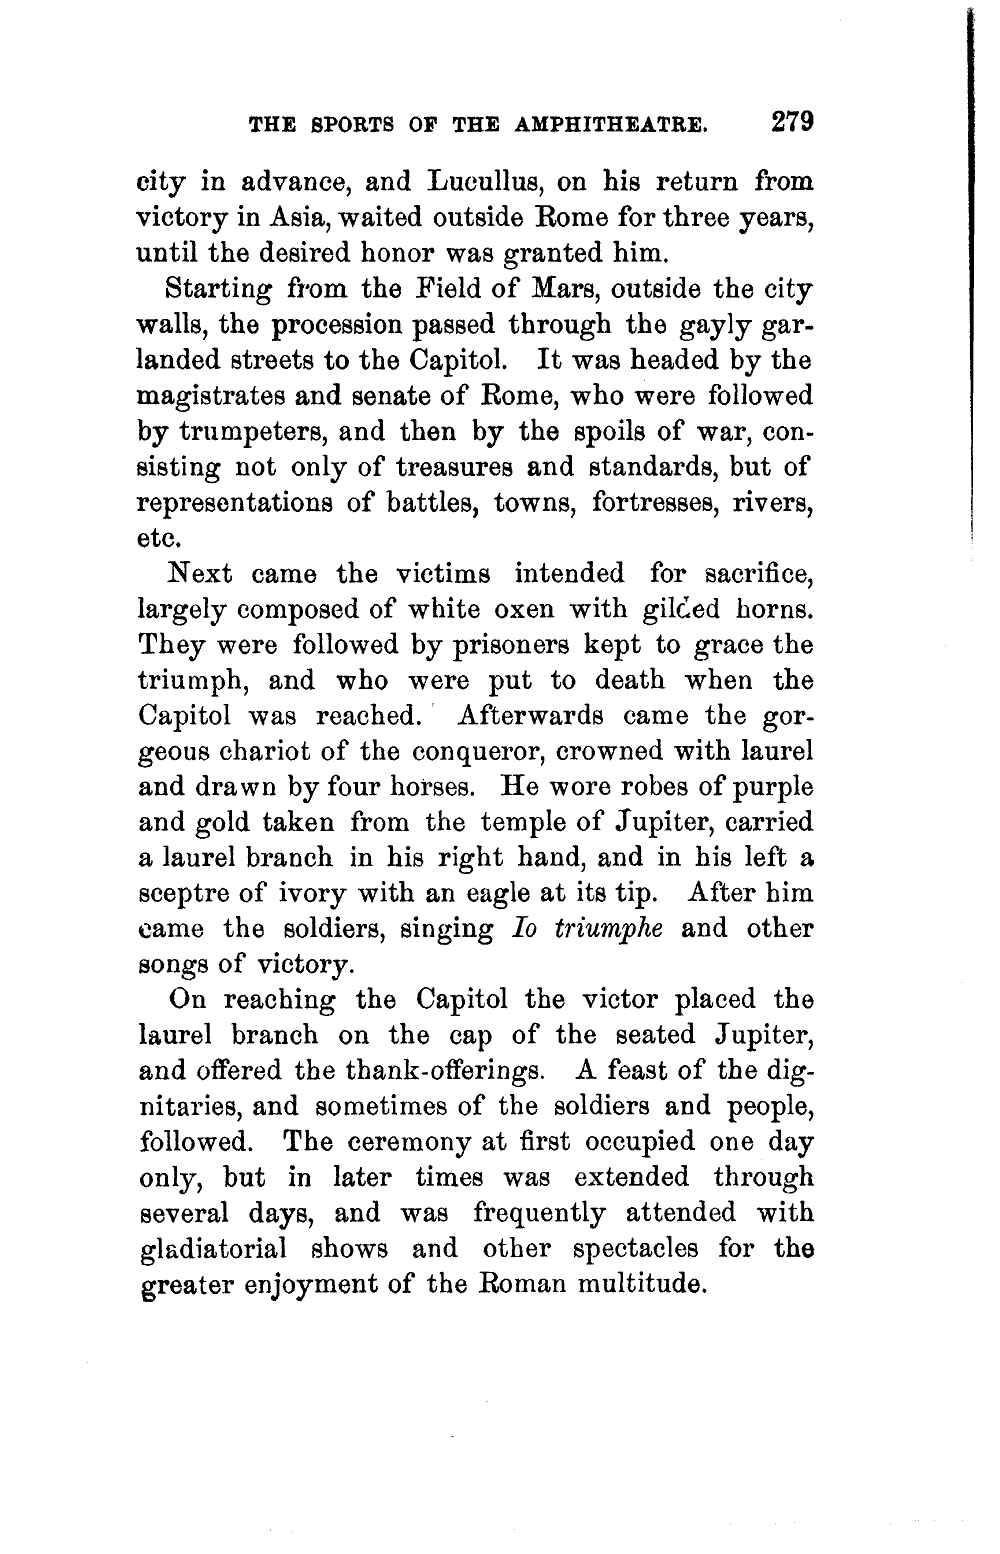 THE SPORTS OF THE AMPHITHEATRE. 279
city in advance, and Lucullus, on his return from
victory in Asia, waited outside Rome for three years,
until the desired honor was granted him.
Starting from the Field of Mars, outside the city
walls, the procession passed through the gayly gar-
landed streets to the Capitol. It was headed by the
magistrates and senate of Rome, who were followed
by trumpeters, and then by the spoils of war, con-
sisting not only of treasures and standards, but of
representations of battles, towns, fortresses, rivers,
etc.
Next came the victims intended for sacrifice,
largely composed of white oxen with gilded horns.
They were followed by prisoners kept to grace the
triumph, and who were put to death when the
Capitol was reached. Afterwards came the gor-
geous chariot of the conqueror, crowned with laurel
and drawn by four horses. He wore robes of purple
and gold taken from the temple of Jupiter, carried
a laurel branch in his right hand, and in his left a
sceptre of ivory with an eagle at its tip. After him
came the soldiers, singing Io triumphe and other
songs of victory.
On reaching the Capitol the victor placed the
laurel branch on the cap of the seated Jupiter,
and offered the thank-offerings. A feast of the dig-
nitaries, and sometimes of the soldiers and people,
followed. The ceremony at first occupied one day
only, but in later times was extended through
several days, and was frequently attended with
gladiatorial shows and other spectacles for the
greater enjoyment of the Roman multitude.